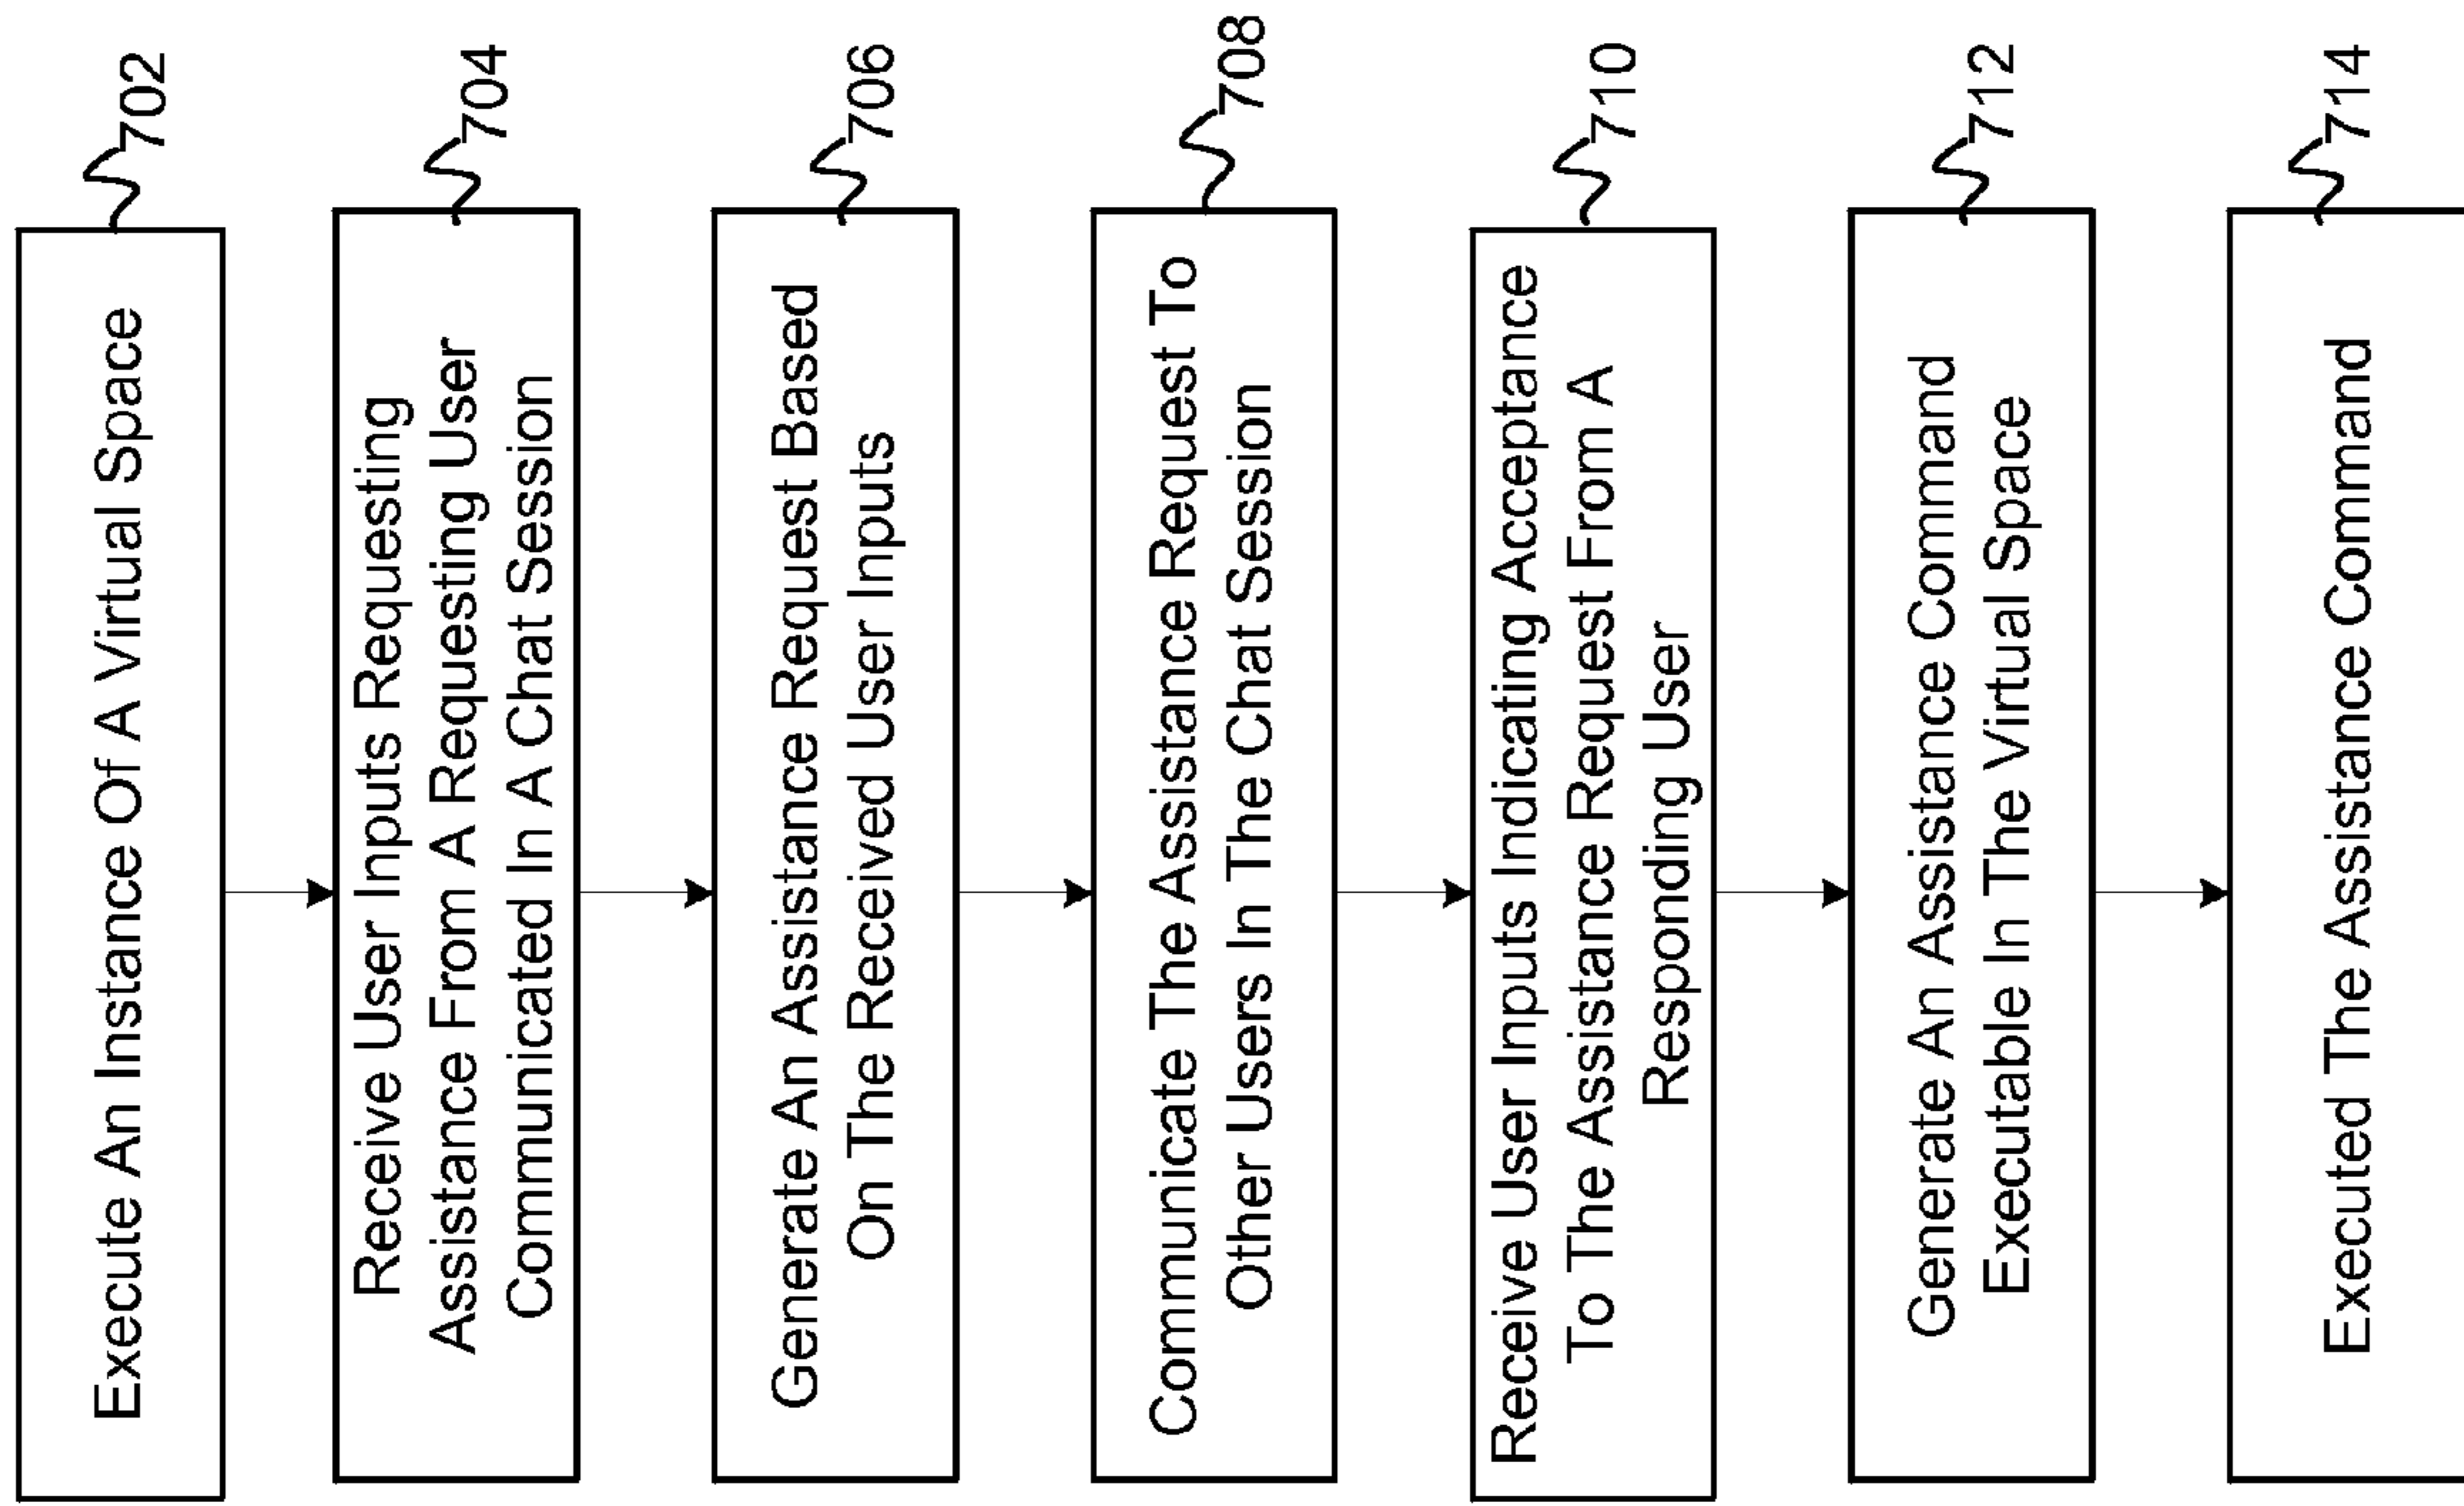 Execute An Instance Of A Virtual Space
702
Receive User Inputs Requesting
Assistance From A Requesting User
Communicated In A Chat Session
704
Generate An Assistance Request Based
On The Received User Inputs
706
Communicate The Assistance Request To
Other Users In The Chat Session
708
Receive User Inputs Indicating Acceptance
To The Assistance Request From A
Responding User
710
Generate An Assistance Command
Executable In The Virtual Space
712
Executed The Assistance Command
714